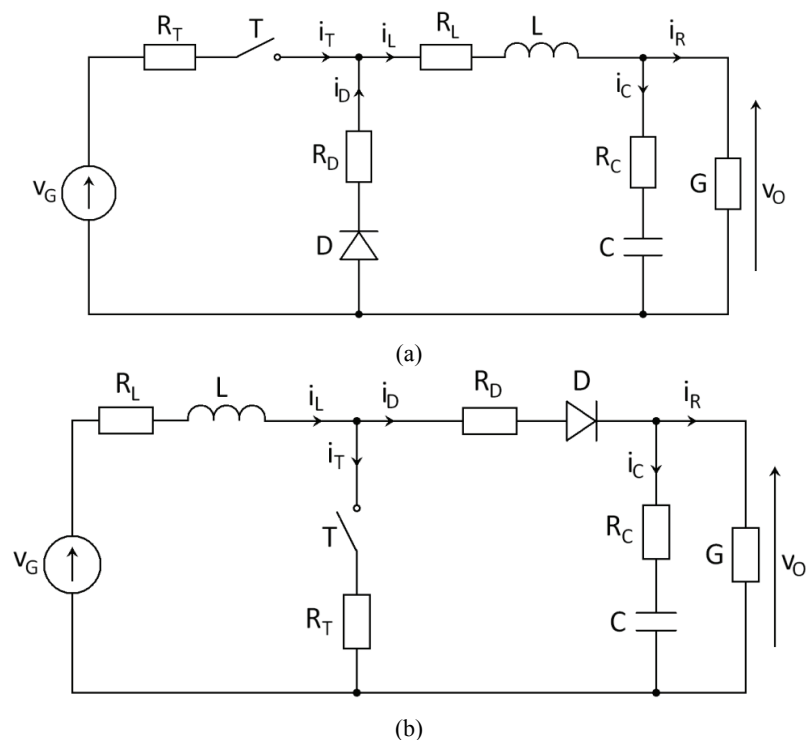 R_T T i_T i_L R_L L i_R
i_D i_C
R_D R_C
v_G G v_O
D C
(a)
R_L L i_L i_D R_D D i_R
i_T i_C
T R_C
v_G G v_O
R_T C
(b)